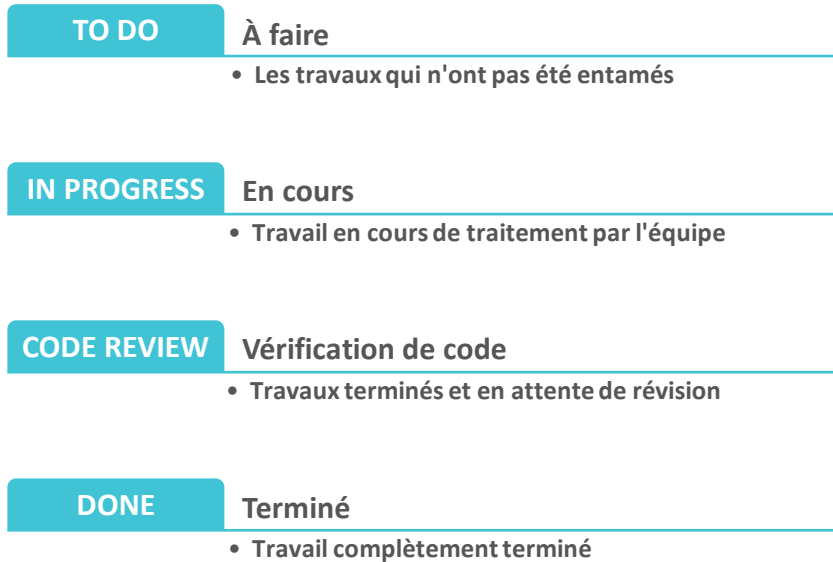 TO DO
À faire
• Les travaux qui n'ont pas été entamés
IN PROGRESS
En cours
• Travail en cours de traitement par l'équipe
CODE REVIEW
Vérification de code
• Travaux terminés et en attente de révision
DONE
Terminé
• Travail complètement terminé